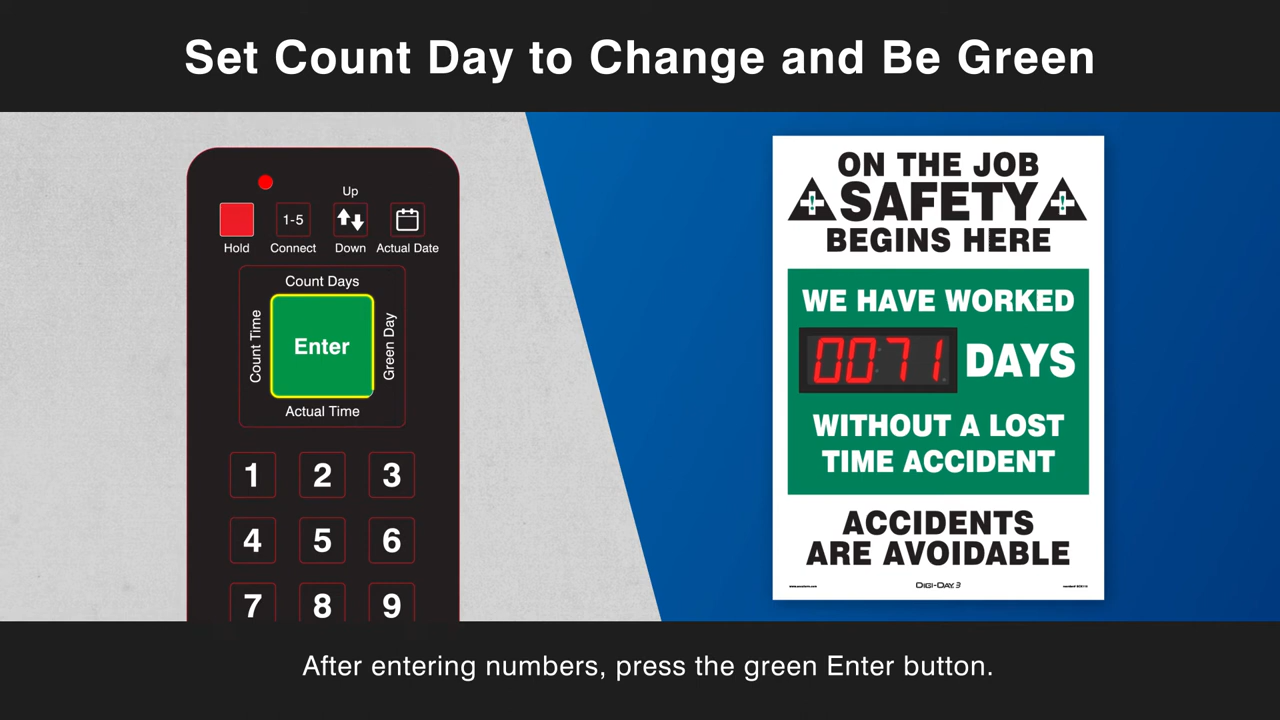 Set Count Day to Change and Be Green
Up
1-5
Hold
Connect
Down
Actual Date
Count Days
Count Time
Enter
Green Day
Actual Time
1 2 3
4 5 6
7 8 9
ON THE JOB
SAFETY
BEGINS HERE
WE HAVE WORKED
0071 DAYS
WITHOUT A LOST
TIME ACCIDENT
ACCIDENTS
ARE AVOIDABLE
DIGI-DAY 3
After entering numbers, press the green Enter button.